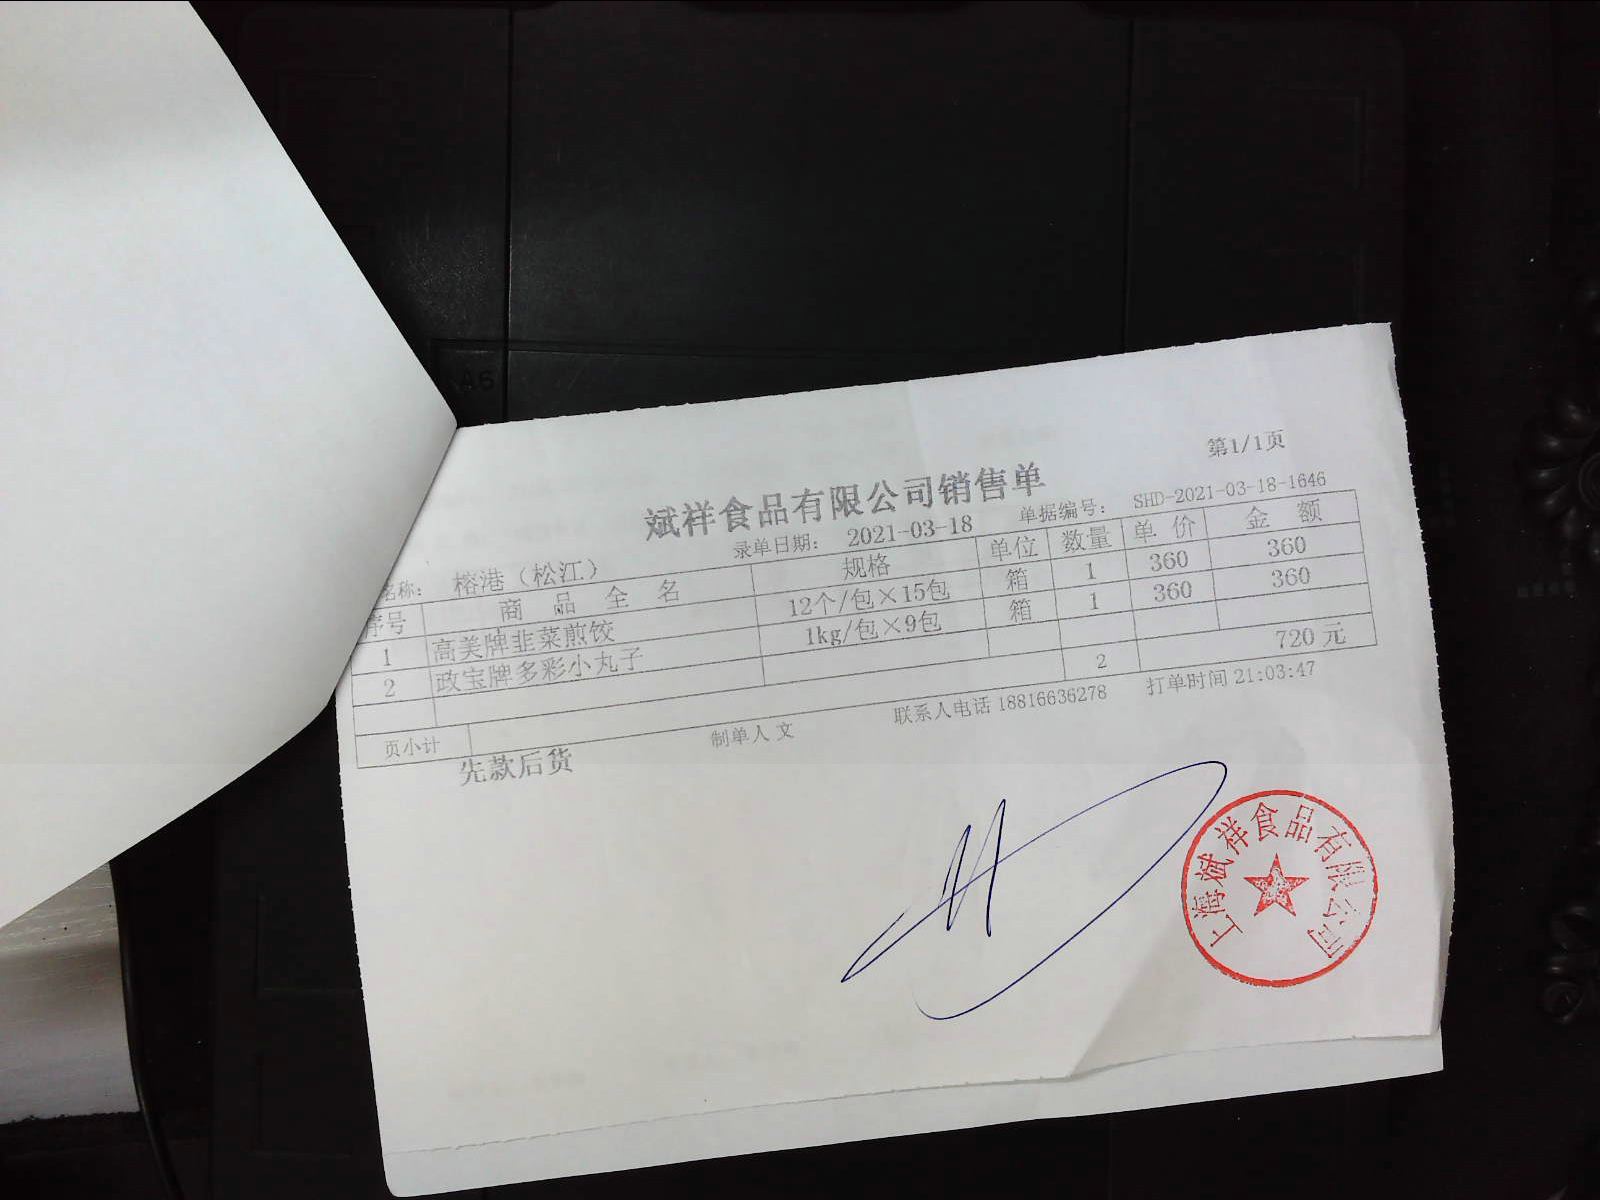 第1/1页
斌祥食品有限公司销售单
名称： 榕港（松江） 录单日期： 2021-03-18 单据编号： SHD-2021-03-18-1646
序号 商品全名 规格 单位 数量 单价 金额
1 高美牌韭菜煎饺 12个/包×15包 箱 1 360 360
2 政宝牌多彩小丸子 1kg/包×9包 箱 1 360 360
页小计 2 720元
先款后货 制单人 文 联系人电话 18816636278 打单时间 21:03:47
上海斌祥食品有限公司
A6